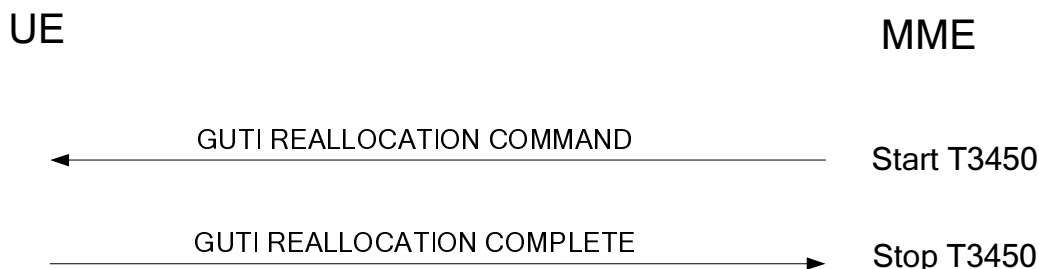 UE
MME
GUTI REALLOCATION COMMAND
Start T3450
GUTI REALLOCATION COMPLETE
Stop T3450